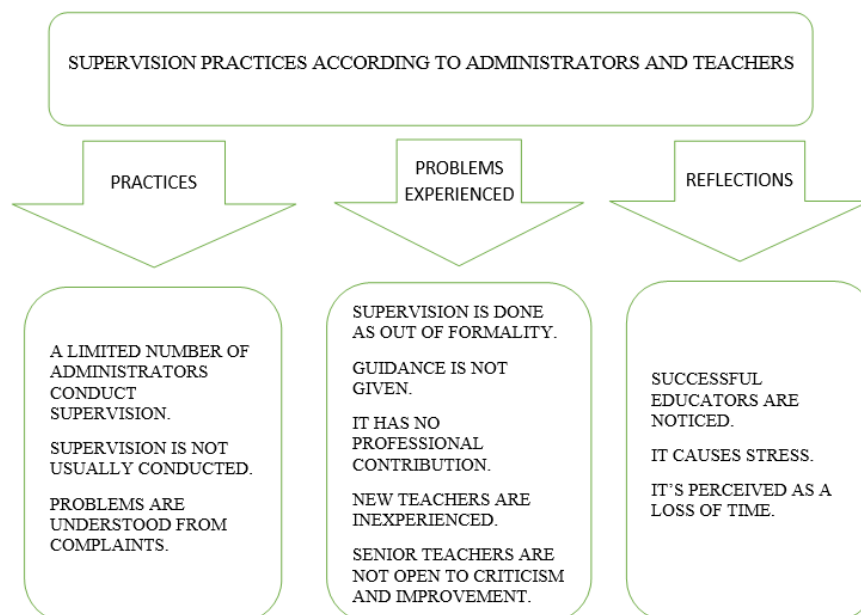 SUPERVISION PRACTICES ACCORDING TO ADMINISTRATORS AND TEACHERS
PRACTICES
PROBLEMS
EXPERIENCED
REFLECTIONS
A LIMITED NUMBER OF
ADMINISTRATORS
CONDUCT
SUPERVISION.
SUPERVISION IS NOT
USUALLY CONDUCTED.
PROBLEMS ARE
UNDERSTOOD FROM
COMPLAINTS.
SUPERVISION IS DONE
AS OUT OF FORMALITY.
GUIDANCE IS NOT
GIVEN.
IT HAS NO
PROFESSIONAL
CONTRIBUTION.
NEW TEACHERS ARE
INEXPERIENCED.
SENIOR TEACHERS ARE
NOT OPEN TO CRITICISM
AND IMPROVEMENT.
SUCCESSFUL
EDUCATORS ARE
NOTICED.
IT CAUSES STRESS.
IT’S PERCEIVED AS A
LOSS OF TIME.